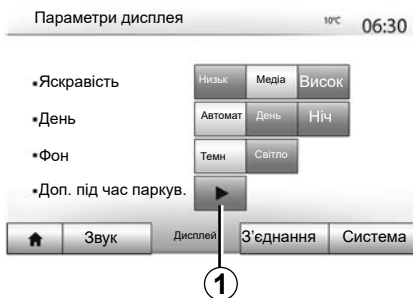 Параметри дисплея 10°C 06:30
▪Яскравість Низьк Медіа Висок
▪День Автомат День Ніч
▪Фон Темн Світло
▪Доп. під час паркув.
Звук Дисплей З'єднання Система
1